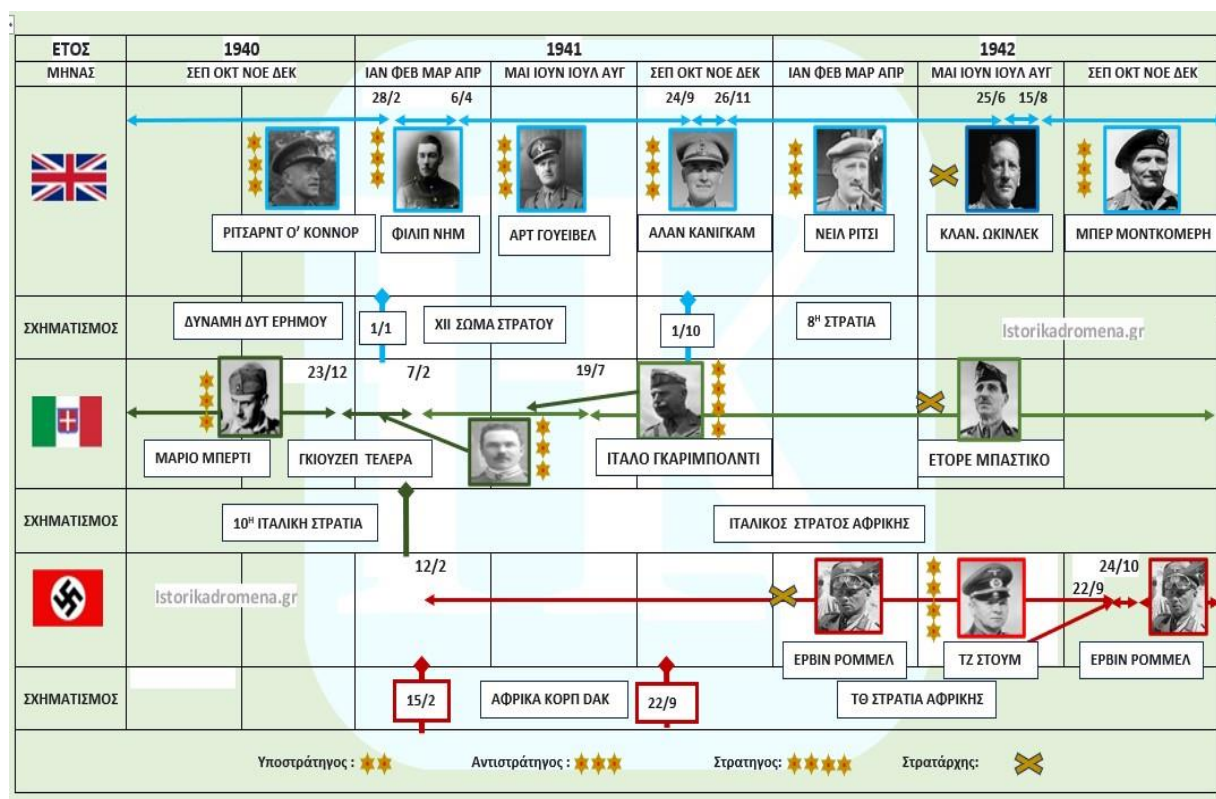 ΕΤΟΣ 1940 1941 1942
ΜΗΝΑΣ ΣΕΠ ΟΚΤ ΝΟΕ ΔΕΚ ΙΑΝ ΦΕΒ ΜΑΡ ΑΠΡ ΜΑΙ ΙΟΥΝ ΙΟΥΛ ΑΥΓ ΣΕΠ ΟΚΤ ΝΟΕ ΔΕΚ ΙΑΝ ΦΕΒ ΜΑΡ ΑΠΡ ΜΑΙ ΙΟΥΝ ΙΟΥΛ ΑΥΓ ΣΕΠ ΟΚΤ ΝΟΕ ΔΕΚ
28/2 6/4 24/9 26/11 25/6 15/8
ΡΙΤΣΑΡΝΤ Ο' ΚΟΝΝΟΡ ΦΙΛΙΠ ΝΗΜ ΑΡΤ ΓΟΥΕΙΒΕΛ ΑΛΑΝ ΚΑΝΙΓΚΑΜ ΝΕΙΛ ΡΙΤΣΙ ΚΛΑΝ. ΩΚΙΝΛΕΚ ΜΠΕΡ ΜΟΝΤΚΟΜΕΡΗ
ΣΧΗΜΑΤΙΣΜΟΣ ΔΥΝΑΜΗ ΔΥΤ ΕΡΗΜΟΥ 1/1 ΧΙΙ ΣΩΜΑ ΣΤΡΑΤΟΥ 1/10 8Η ΣΤΡΑΤΙΑ Istorikadromena.gr
23/12 7/2 19/7
ΜΑΡΙΟ ΜΠΕΡΤΙ ΓΚΙΟΥΖΕΠ ΤΕΛΕΡΑ ΙΤΑΛΟ ΓΚΑΡΙΜΠΟΛΝΤΙ ΕΤΟΡΕ ΜΠΑΣΤΙΚΟ
ΣΧΗΜΑΤΙΣΜΟΣ 10Η ΙΤΑΛΙΚΗ ΣΤΡΑΤΙΑ ΙΤΑΛΙΚΟΣ ΣΤΡΑΤΟΣ ΑΦΡΙΚΗΣ
12/2 24/10
Istorikadromena.gr 22/9
ΕΡΒΙΝ ΡΟΜΜΕΛ ΤΖ ΣΤΟΥΜ ΕΡΒΙΝ ΡΟΜΜΕΛ
ΣΧΗΜΑΤΙΣΜΟΣ 15/2 ΑΦΡΙΚΑ ΚΟΡΠ DAK 22/9 ΤΘ ΣΤΡΑΤΙΑ ΑΦΡΙΚΗΣ
Υποστράτηγος : Αντιστράτηγος : Στρατηγος: Στρατάρχης: